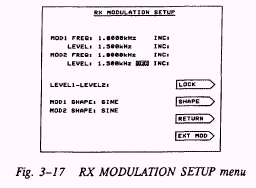 RX MODULATION SETUP
MOD1 FREQ: 1.0000kHz INC:
LEVEL: 1.500kHz INC:
MOD2 FREQ: 1.0000kHz INC:
LEVEL: 1.500kHz INC:
LEVEL1-LEVEL2:
LOCK
MOD1 SHAPE: SINE
SHAPE
MOD2 SHAPE: SINE
RETURN
EXT MOD
Fig. 3-17 RX MODULATION SETUP menu